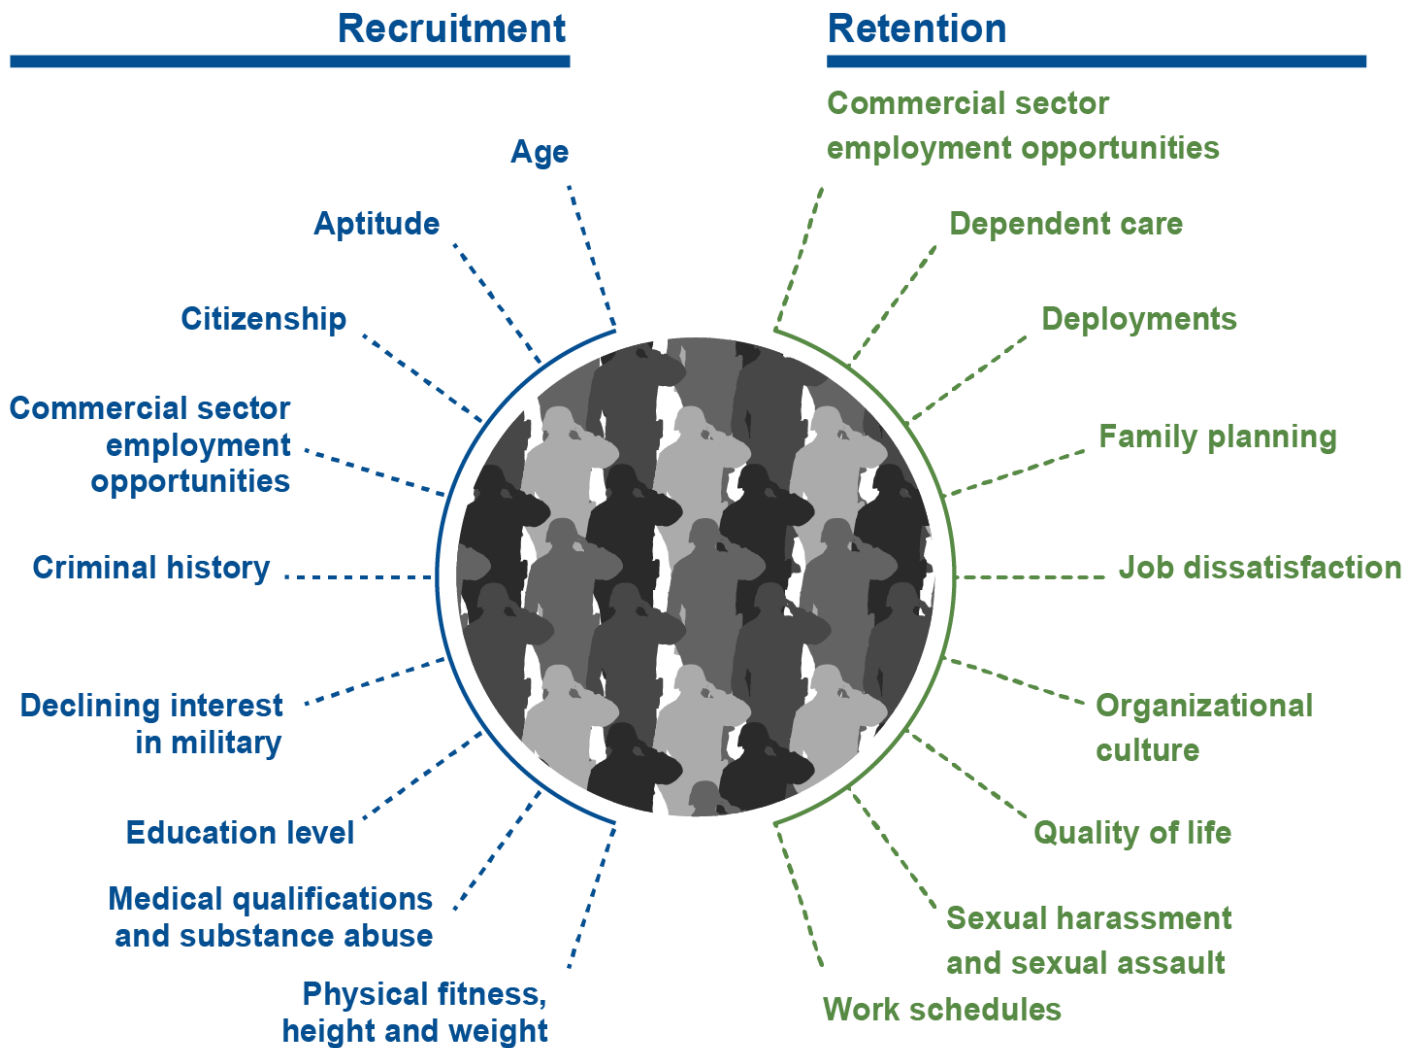 Recruitment
Age
Aptitude
Citizenship
Commercial sector
employment
opportunities
Criminal history
Declining interest
in military
Education level
Medical qualifications
and substance abuse
Physical fitness,
height and weight
Retention
Commercial sector
employment opportunities
Dependent care
Deployments
Family planning
Job dissatisfaction
Organizational
culture
Quality of life
Sexual harassment
and sexual assault
Work schedules